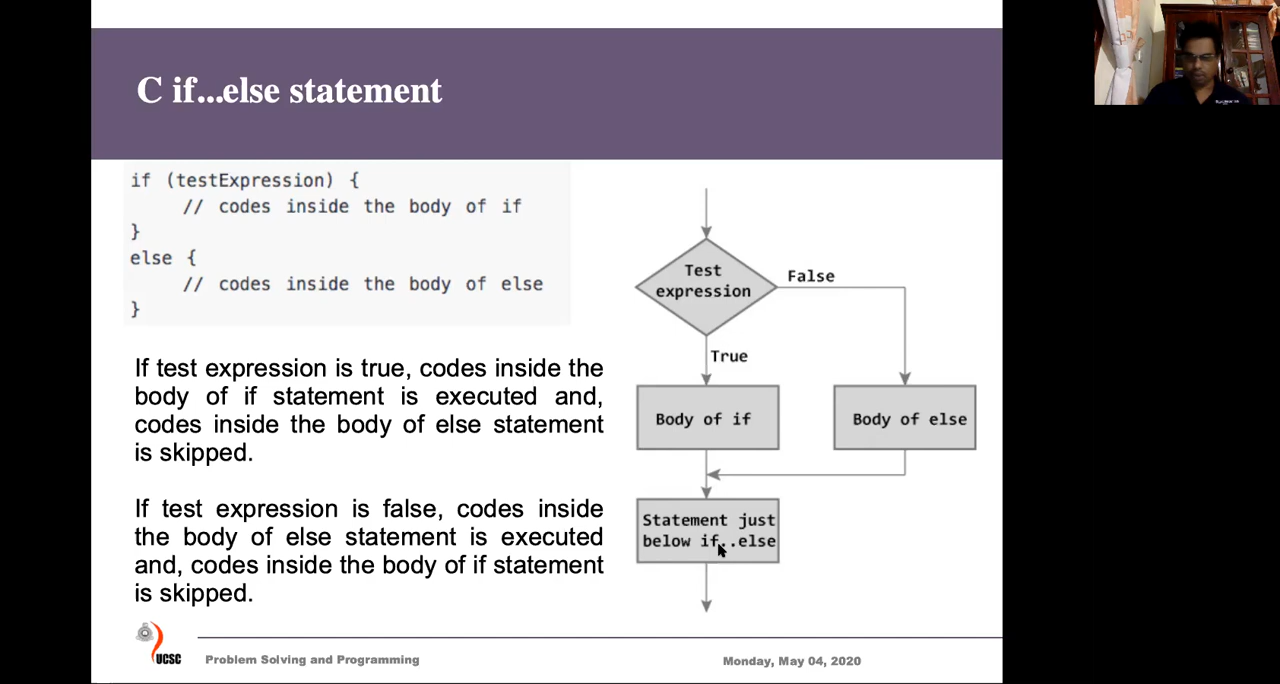 C if...else statement
if (testExpression) {
// codes inside the body of if
}
else {
// codes inside the body of else
}
If test expression is true, codes inside the
body of if statement is executed and,
codes inside the body of else statement
is skipped.
If test expression is false, codes inside
the body of else statement is executed
and, codes inside the body of if statement
is skipped.
Test
expression
False
True
Body of if
Body of else
Statement just
below if..else
UCSC
Problem Solving and Programming
Monday, May 04, 2020